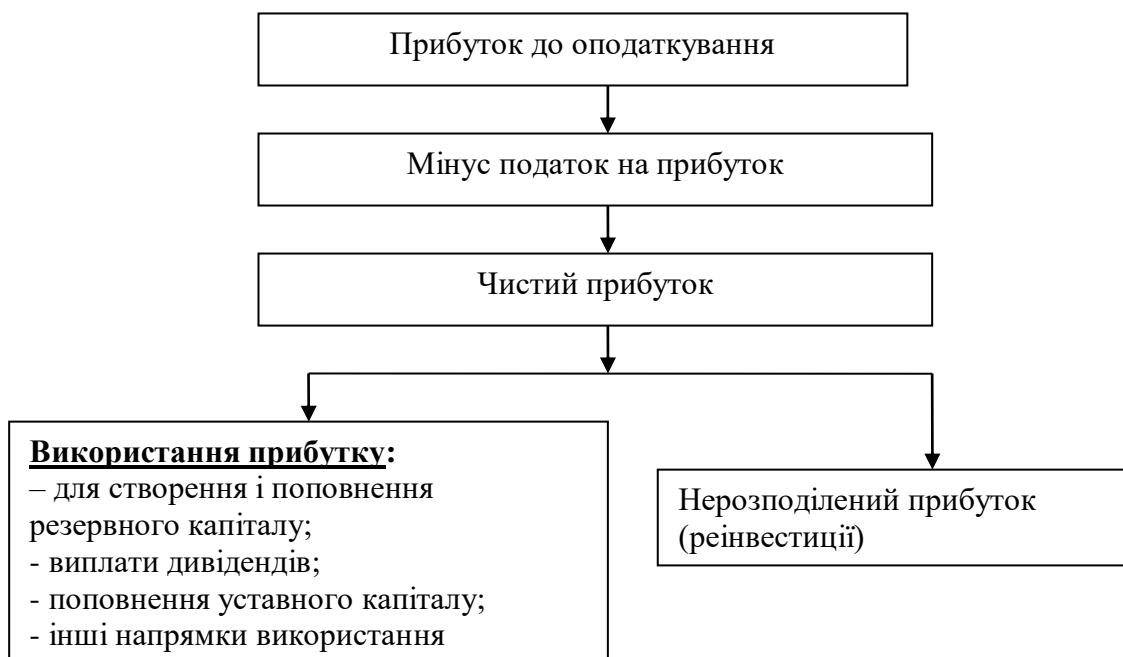 Прибуток до оподаткування
Мінус податок на прибуток
Чистий прибуток
Використання прибутку:
– для створення і поповнення
резервного капіталу;
- виплати дивідендів;
- поповнення уставного капіталу;
- інші напрямки використання
Нерозподілений прибуток
(реінвестиції)